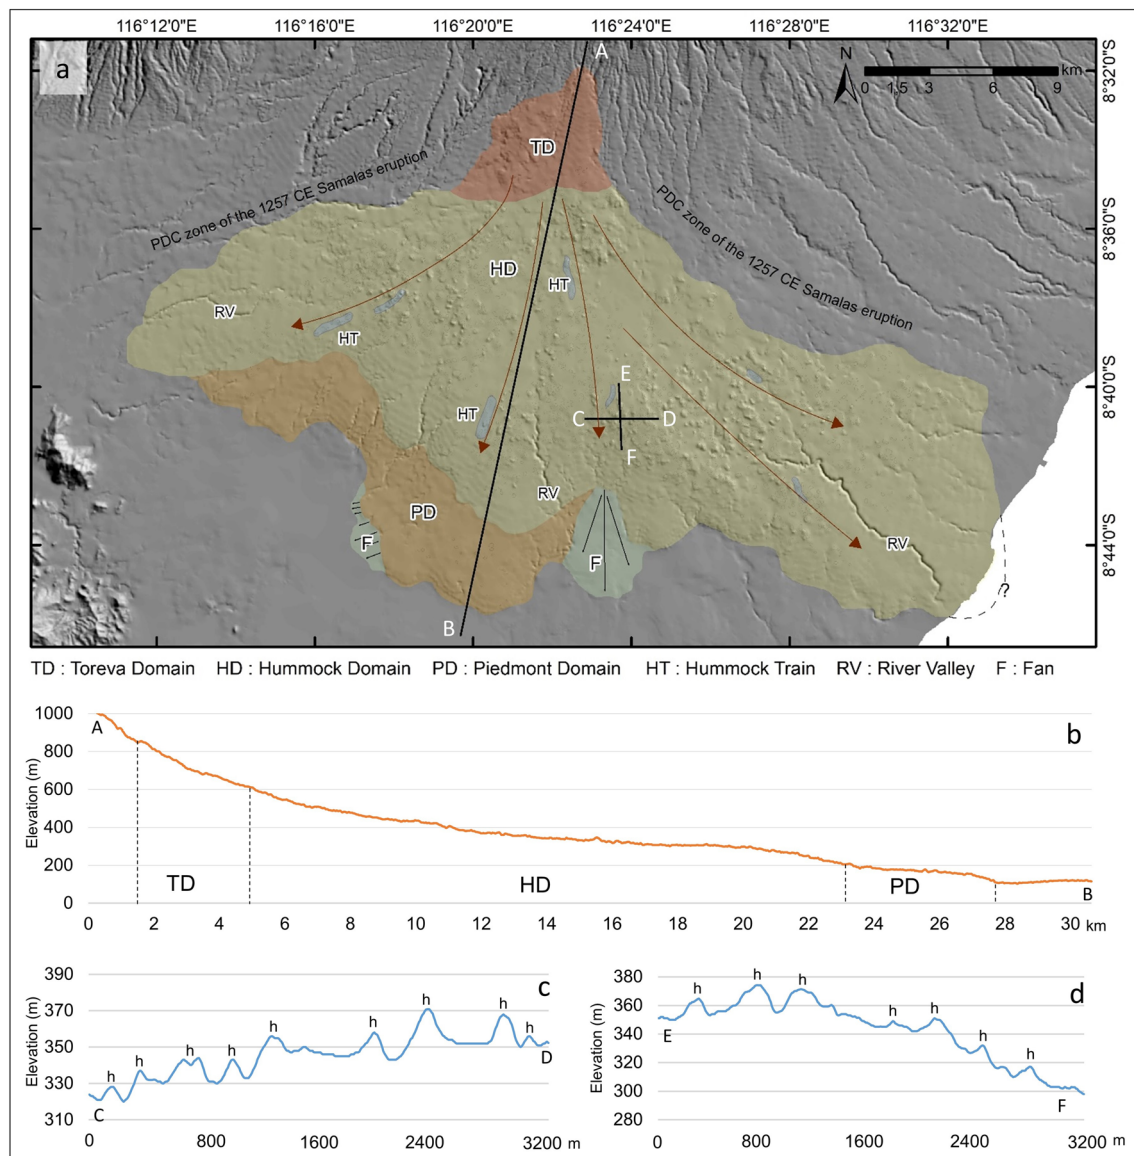 116°12'0"E 116°16'0"E 116°20'0"E 116°24'0"E 116°28'0"E 116°32'0"E
a
A
N
km
0 1,5 3 6 9
8°32'0"S
TD
PDC zone of the 1257 CE Samalas eruption
PDC zone of the 1257 CE Samalas eruption
8°36'0"S
HD
HT
RV
HT
E
8°40'0"S
HT
C
D
F
RV
PD
F
F
RV
8°44'0"S
?
B
TD : Toreva Domain HD : Hummock Domain PD : Piedmont Domain HT : Hummock Train RV : River Valley F : Fan
1000
A
b
800
600
Elevation (m)
400
200
TD
HD
PD
0
B
0 2 4 6 8 10 12 14 16 18 20 22 24 26 28 30 km
390
c
370
350
330
310
Elevation (m)
h h h h h h h h h
C
D
0 800 1600 2400 3200 m
380
d
360
340
320
300
280
Elevation (m)
h h h h h h h
E
F
0 800 1600 2400 3200 m